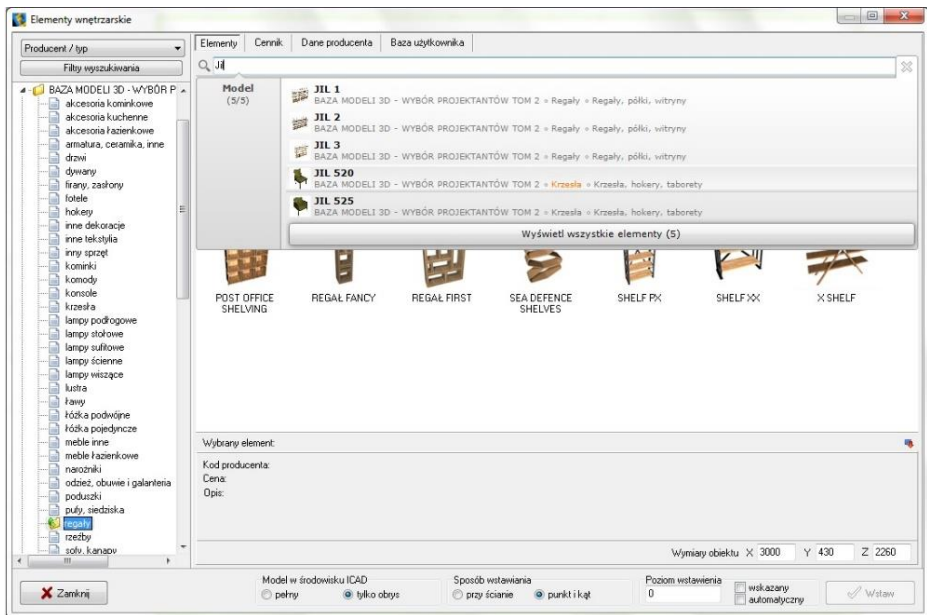 Elementy wnętrzarskie
Producent / typ
Filtry wyszukiwania
BAZA MODELI 3D - WYBÓR P
akcesoria kominkowe
akcesoria kuchenne
akcesoria łazienkowe
armatura, ceramika, inne
drzwi
dywany
firany, zasłony
fotele
hokery
inne dekoracje
inne tekstylia
inny sprzęt
kominki
komody
konsole
krzesła
lampy podłogowe
lampy stołowe
lampy sufitowe
lampy ścienne
lampy wiszące
lustra
ławy
łóżka podwójne
łóżka pojedyncze
meble inne
meble łazienkowe
narożniki
odzież, obuwie i galanteria
poduszki
pufy, siedziska
regały
rzeźby
sofy, kanapy
Elementy Cennik Dane producenta Baza użytkownika
Jil
Model
(5/5)
JIL 1
BAZA MODELI 3D - WYBÓR PROJEKTANTÓW TOM 2 » Regały » Regały, półki, witryny
JIL 2
BAZA MODELI 3D - WYBÓR PROJEKTANTÓW TOM 2 » Regały » Regały, półki, witryny
JIL 3
BAZA MODELI 3D - WYBÓR PROJEKTANTÓW TOM 2 » Regały » Regały, półki, witryny
JIL 520
BAZA MODELI 3D - WYBÓR PROJEKTANTÓW TOM 2 » Krzesła » Krzesła, hokery, taborety
JIL 525
BAZA MODELI 3D - WYBÓR PROJEKTANTÓW TOM 2 » Krzesła » Krzesła, hokery, taborety
Wyświetl wszystkie elementy (5)
POST OFFICE SHELVING
REGAŁ FANCY
REGAŁ FIRST
SEA DEFENCE SHELVES
SHELF PX
SHELF XX
X SHELF
Wybrany element:
Kod producenta:
Cena:
Opis:
Wymiary obiektu X 3000 Y 430 Z 2260
Zamknij
Model w środowisku ICAD
pełny tylko obrys
Sposób wstawiania
przy ścianie punkt i kąt
Poziom wstawienia
0
wskazany
automatyczny
Wstaw